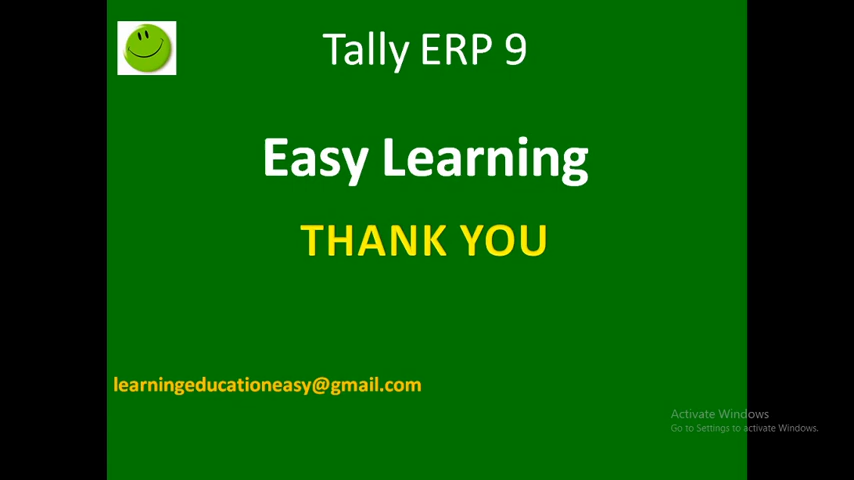 Tally ERP 9
Easy Learning
THANK YOU
learningeducationeasy@gmail.com
Activate Windows
Go to Settings to activate Windows.